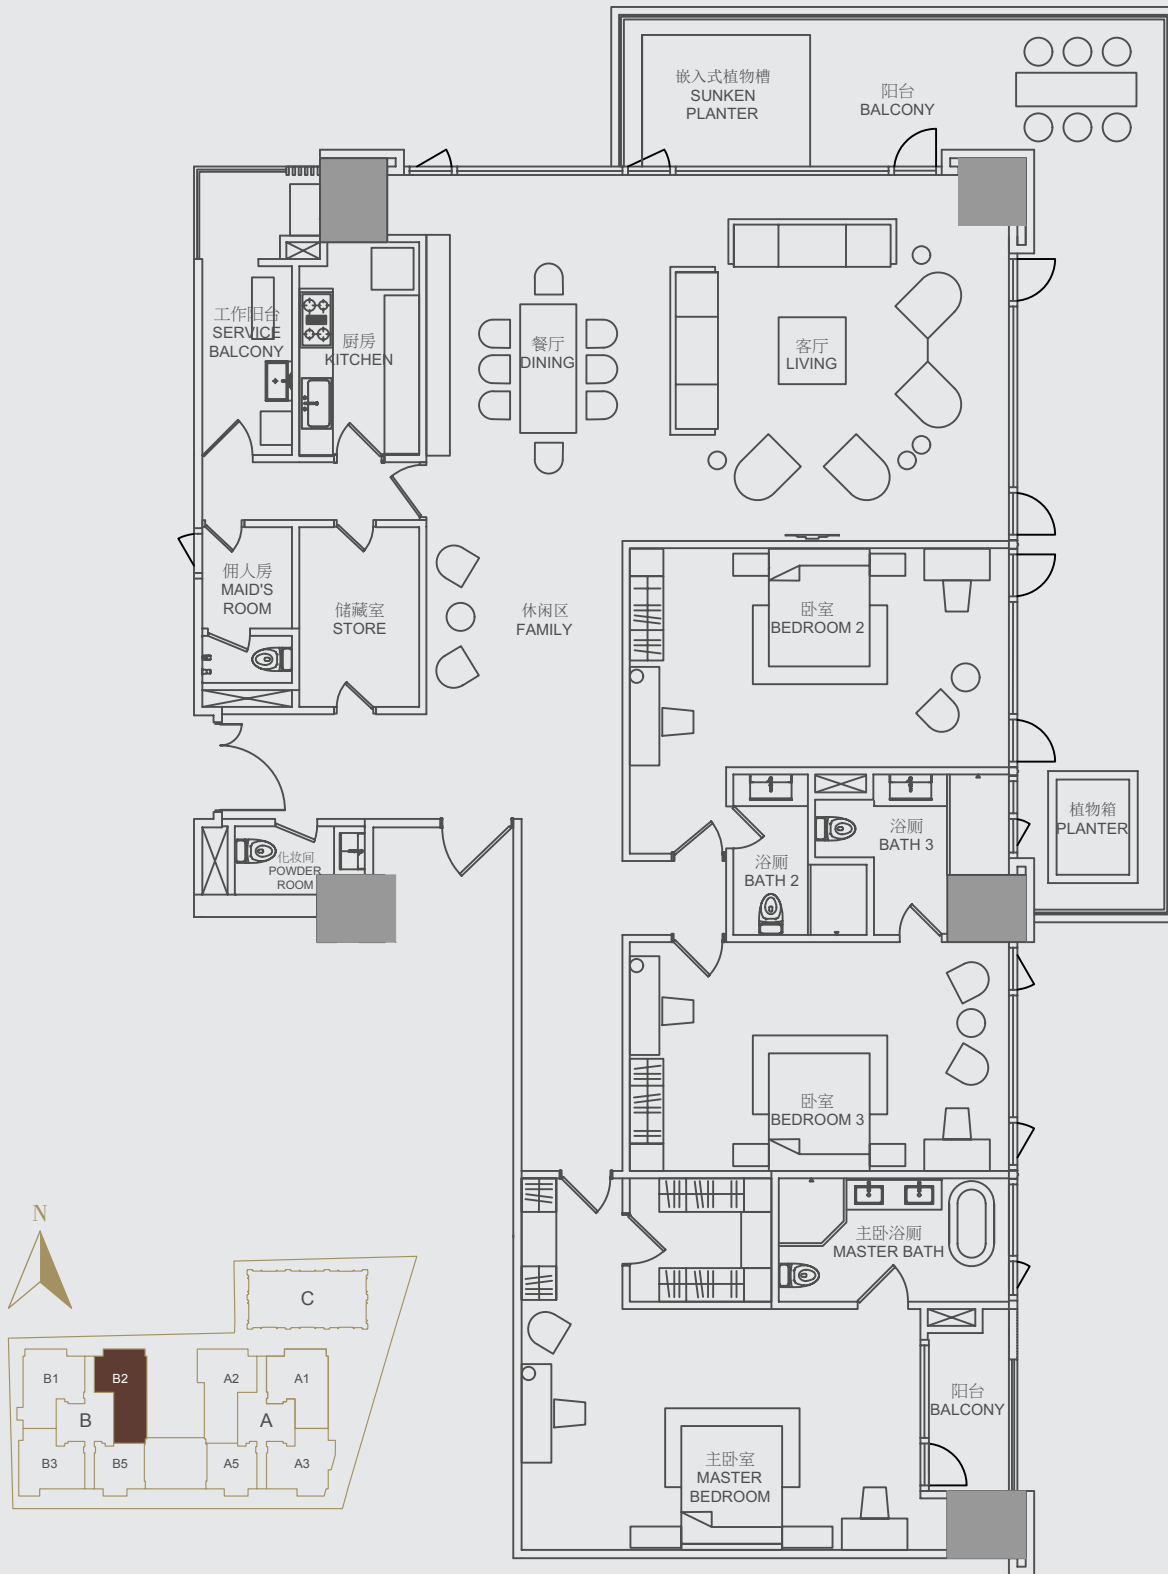 嵌入式植物槽
SUNKEN
PLANTER
阳台
BALCONY
工作阳台
SERVICE
BALCONY
厨房
KITCHEN
餐厅
DINING
客厅
LIVING
佣人房
MAID'S
ROOM
储藏室
STORE
休闲区
FAMILY
卧室
BEDROOM 2
植物箱
PLANTER
浴厕
BATH 3
浴厕
BATH 2
化妆间
POWDER
ROOM
卧室
BEDROOM 3
主卧浴厕
MASTER BATH
阳台
BALCONY
主卧室
MASTER
BEDROOM
N
C
B1
B2
A2
A1
B
A
B3
B5
A5
A3